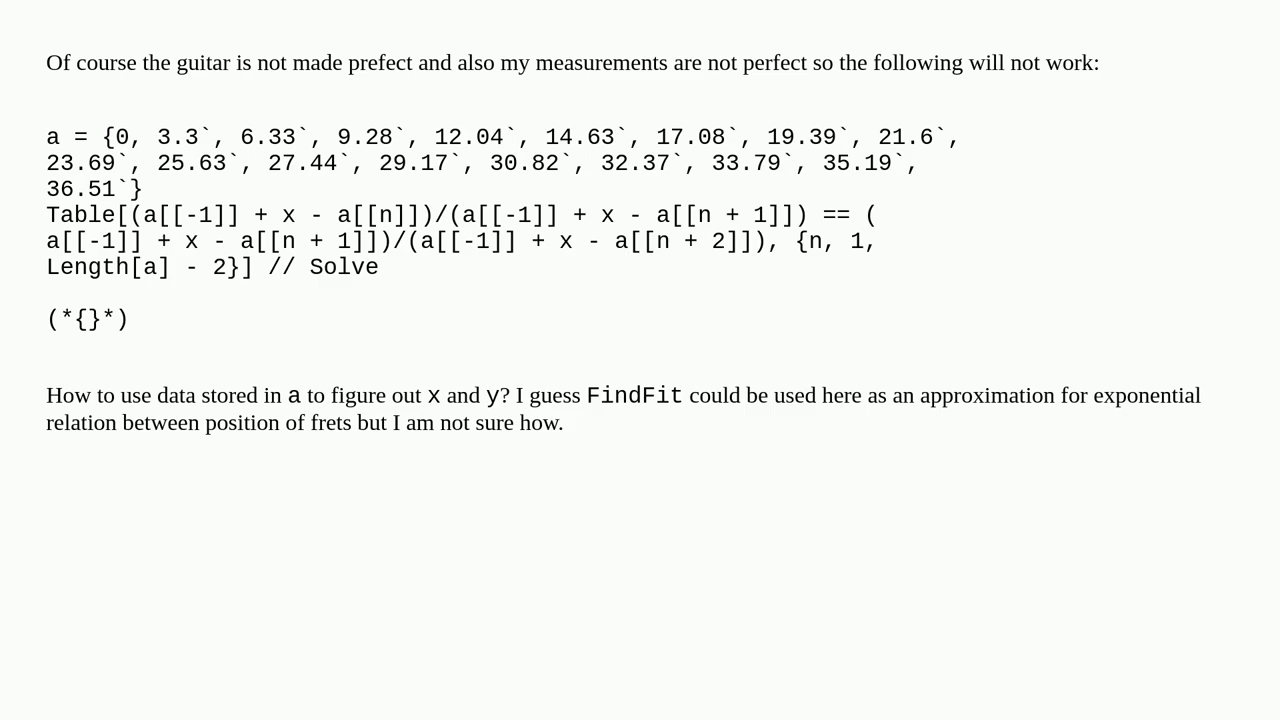 Of course the guitar is not made prefect and also my measurements are not perfect so the following will not work:
a = {0, 3.3`, 6.33`, 9.28`, 12.04`, 14.63`, 17.08`, 19.39`, 21.6`,
23.69`, 25.63`, 27.44`, 29.17`, 30.82`, 32.37`, 33.79`, 35.19`,
36.51`}
Table[(a[[-1]] + x - a[[n]])/(a[[-1]] + x - a[[n + 1]]) == (
a[[-1]] + x - a[[n + 1]])/(a[[-1]] + x - a[[n + 2]]), {n, 1,
Length[a] - 2}] // Solve
(*{}*)
How to use data stored in a to figure out x and y? I guess FindFit could be used here as an approximation for exponential
relation between position of frets but I am not sure how.